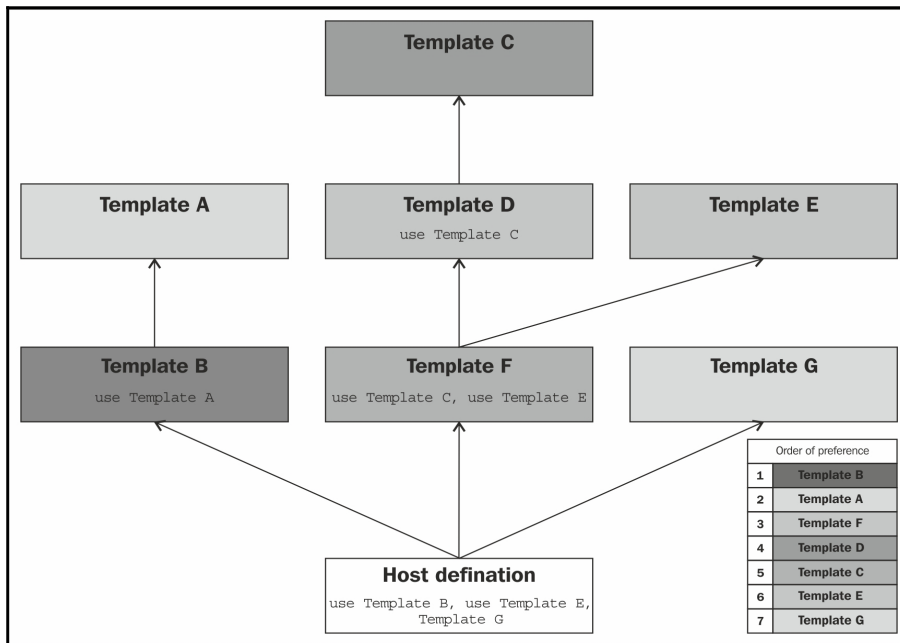 Template C
Template A
Template D
use Template C
Template E
Template B
use Template A
Template F
use Template C, use Template E
Template G
Host defination
use Template B, use Template E,
Template G
Order of preference
1 Template B
2 Template A
3 Template F
4 Template D
5 Template C
6 Template E
7 Template G